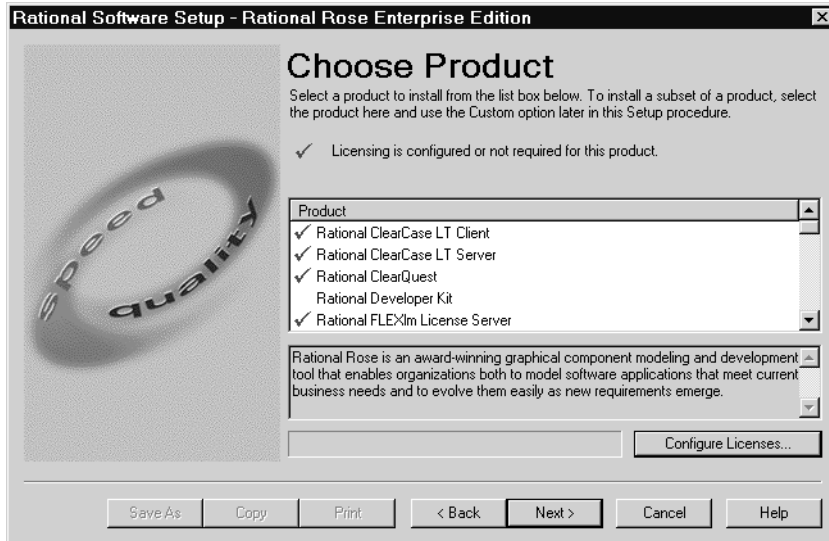 Rational Software Setup - Rational Rose Enterprise Edition
speed
quality
Choose Product
Select a product to install from the list box below. To install a subset of a product, select
the product here and use the Custom option later in this Setup procedure.
Licensing is configured or not required for this product.
Product
Rational ClearCase LT Client
Rational ClearCase LT Server
Rational ClearQuest
Rational Developer Kit
Rational FLEXlm License Server
Rational Rose is an award-winning graphical component modeling and development
tool that enables organizations both to model software applications that meet current
business needs and to evolve them easily as new requirements emerge.
Configure Licenses...
Save As Copy Print < Back Next > Cancel Help